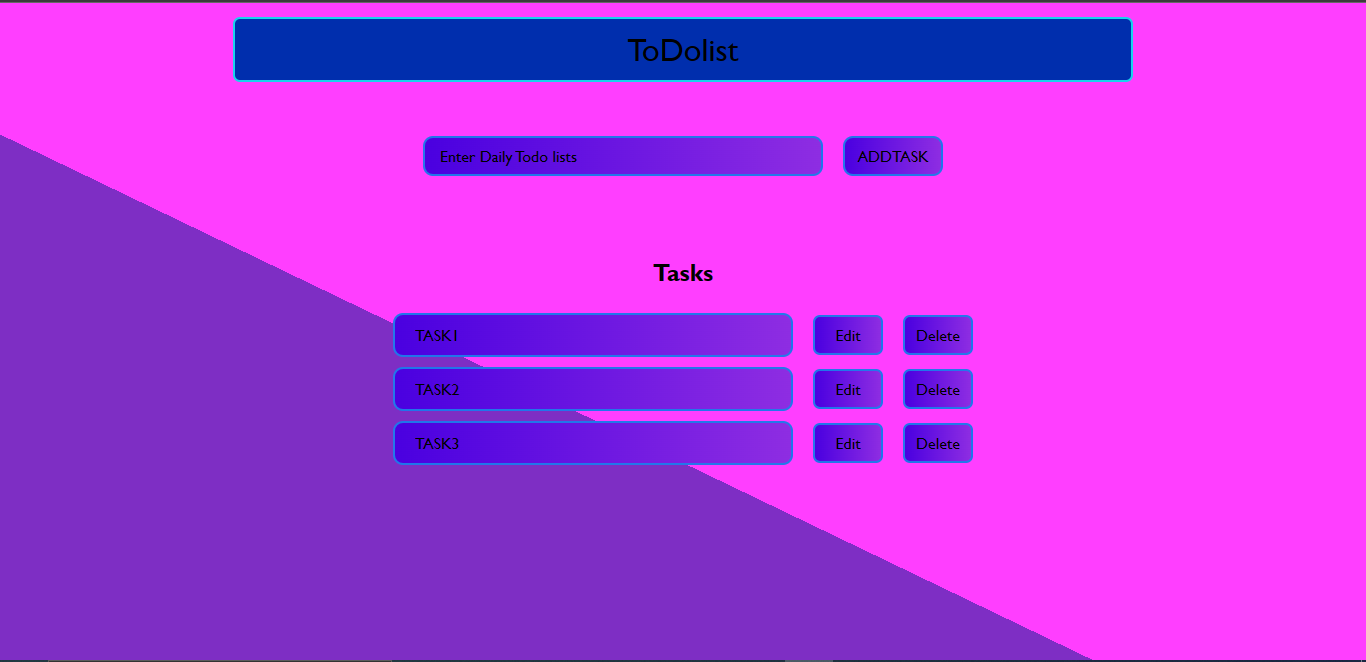 ToDolist
Enter Daily Todo lists ADDTASK
Tasks
TASK1 Edit Delete
TASK2 Edit Delete
TASK3 Edit Delete